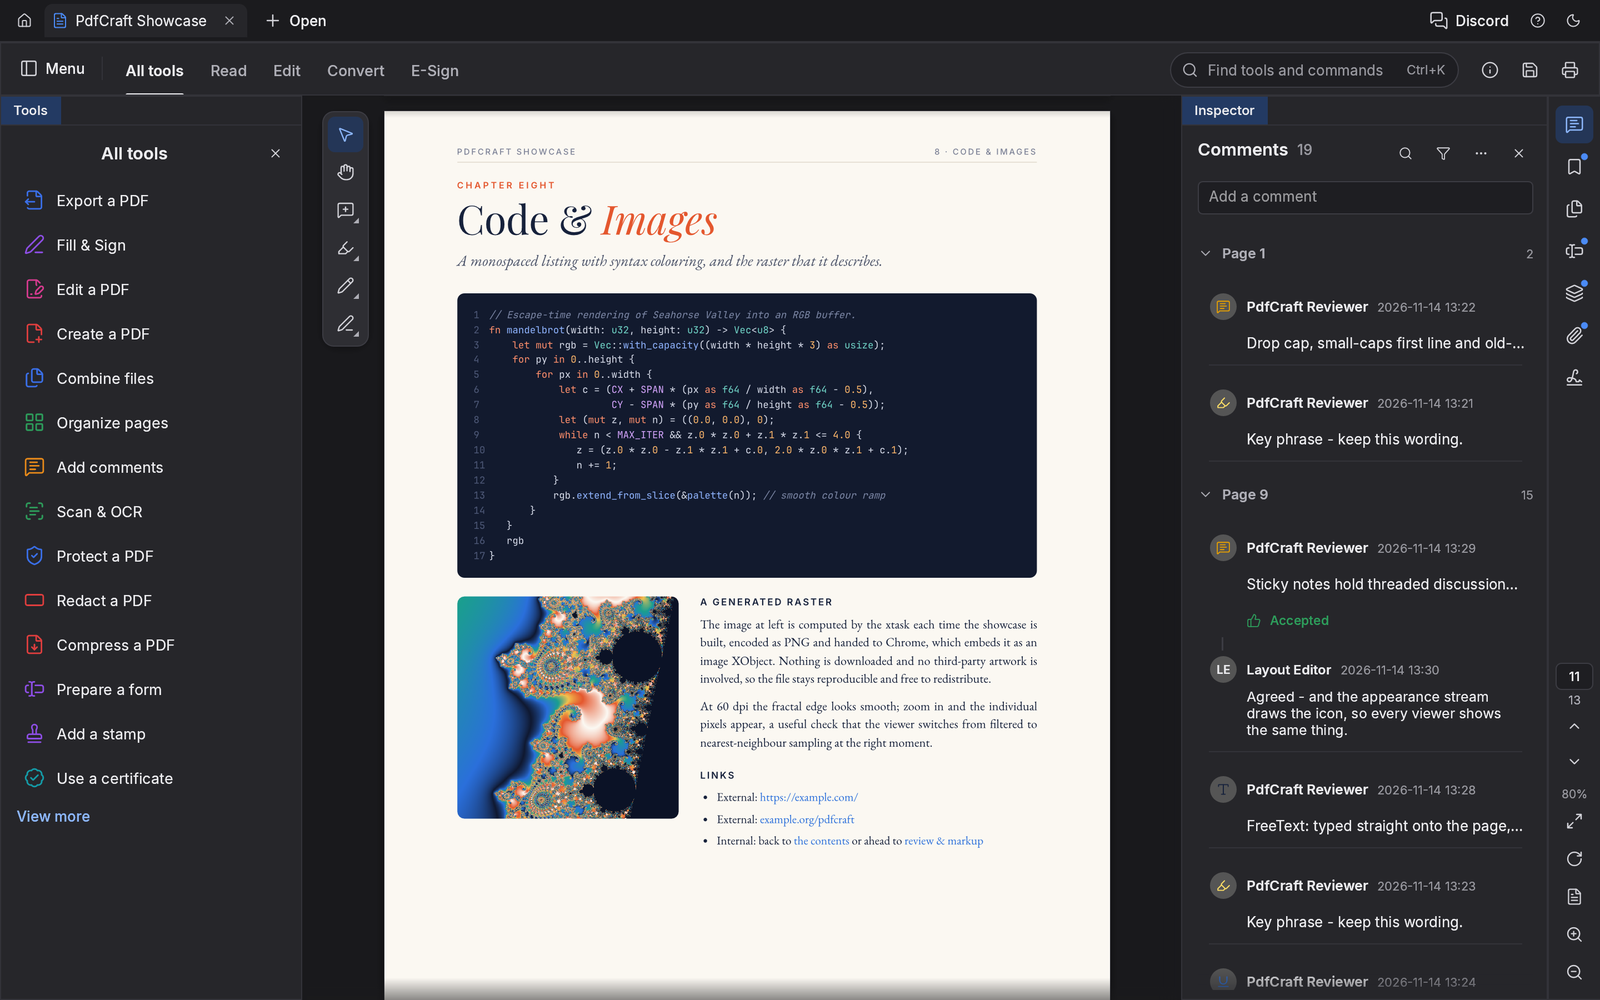 PdfCraft Showcase
Open
Discord
Menu
All tools
Read
Edit
Convert
E-Sign
Find tools and commands
Ctrl+K
Tools
All tools
Export a PDF
Fill & Sign
Edit a PDF
Create a PDF
Combine files
Organize pages
Add comments
Scan & OCR
Protect a PDF
Redact a PDF
Compress a PDF
Prepare a form
Add a stamp
Use a certificate
View more
PDFCRAFT SHOWCASE
8 · CODE & IMAGES
CHAPTER EIGHT
Code & Images
A monospaced listing with syntax colouring, and the raster that it describes.
1 // Escape-time rendering of Seahorse Valley into an RGB buffer.
2 fn mandelbrot(width: u32, height: u32) -> Vec<u8> {
3 let mut rgb = Vec::with_capacity((width * height * 3) as usize);
4 for py in 0..height {
5 for px in 0..width {
6 let c = (CX + SPAN * (px as f64 / width as f64 - 0.5),
7 CY - SPAN * (py as f64 / height as f64 - 0.5));
8 let (mut z, mut n) = ((0.0, 0.0), 0);
9 while n < MAX_ITER && z.0 * z.0 + z.1 * z.1 <= 4.0 {
10 z = (z.0 * z.0 - z.1 * z.1 + c.0, 2.0 * z.0 * z.1 + c.1);
11 n += 1;
12 }
13 rgb.extend_from_slice(&palette(n)); // smooth colour ramp
14 }
15 }
16 rgb
17 }
A GENERATED RASTER
The image at left is computed by the xtask each time the showcase is
built, encoded as PNG and handed to Chrome, which embeds it as an
image XObject. Nothing is downloaded and no third-party artwork is
involved, so the file stays reproducible and free to redistribute.
At 60 dpi the fractal edge looks smooth; zoom in and the individual
pixels appear, a useful check that the viewer switches from filtered to
nearest-neighbour sampling at the right moment.
LINKS
• External: https://example.com/
• External: example.org/pdfcraft
• Internal: back to the contents or ahead to review & markup
Inspector
Comments 19
Add a comment
Page 1
2
PdfCraft Reviewer 2026-11-14 13:22
Drop cap, small-caps first line and old-...
PdfCraft Reviewer 2026-11-14 13:21
Key phrase - keep this wording.
Page 9
15
PdfCraft Reviewer 2026-11-14 13:29
Sticky notes hold threaded discussion...
Accepted
LE Layout Editor 2026-11-14 13:30
Agreed - and the appearance stream
draws the icon, so every viewer shows
the same thing.
T PdfCraft Reviewer 2026-11-14 13:28
FreeText: typed straight onto the page,...
PdfCraft Reviewer 2026-11-14 13:23
Key phrase - keep this wording.
PdfCraft Reviewer 2026-11-14 13:24
11
13
80%